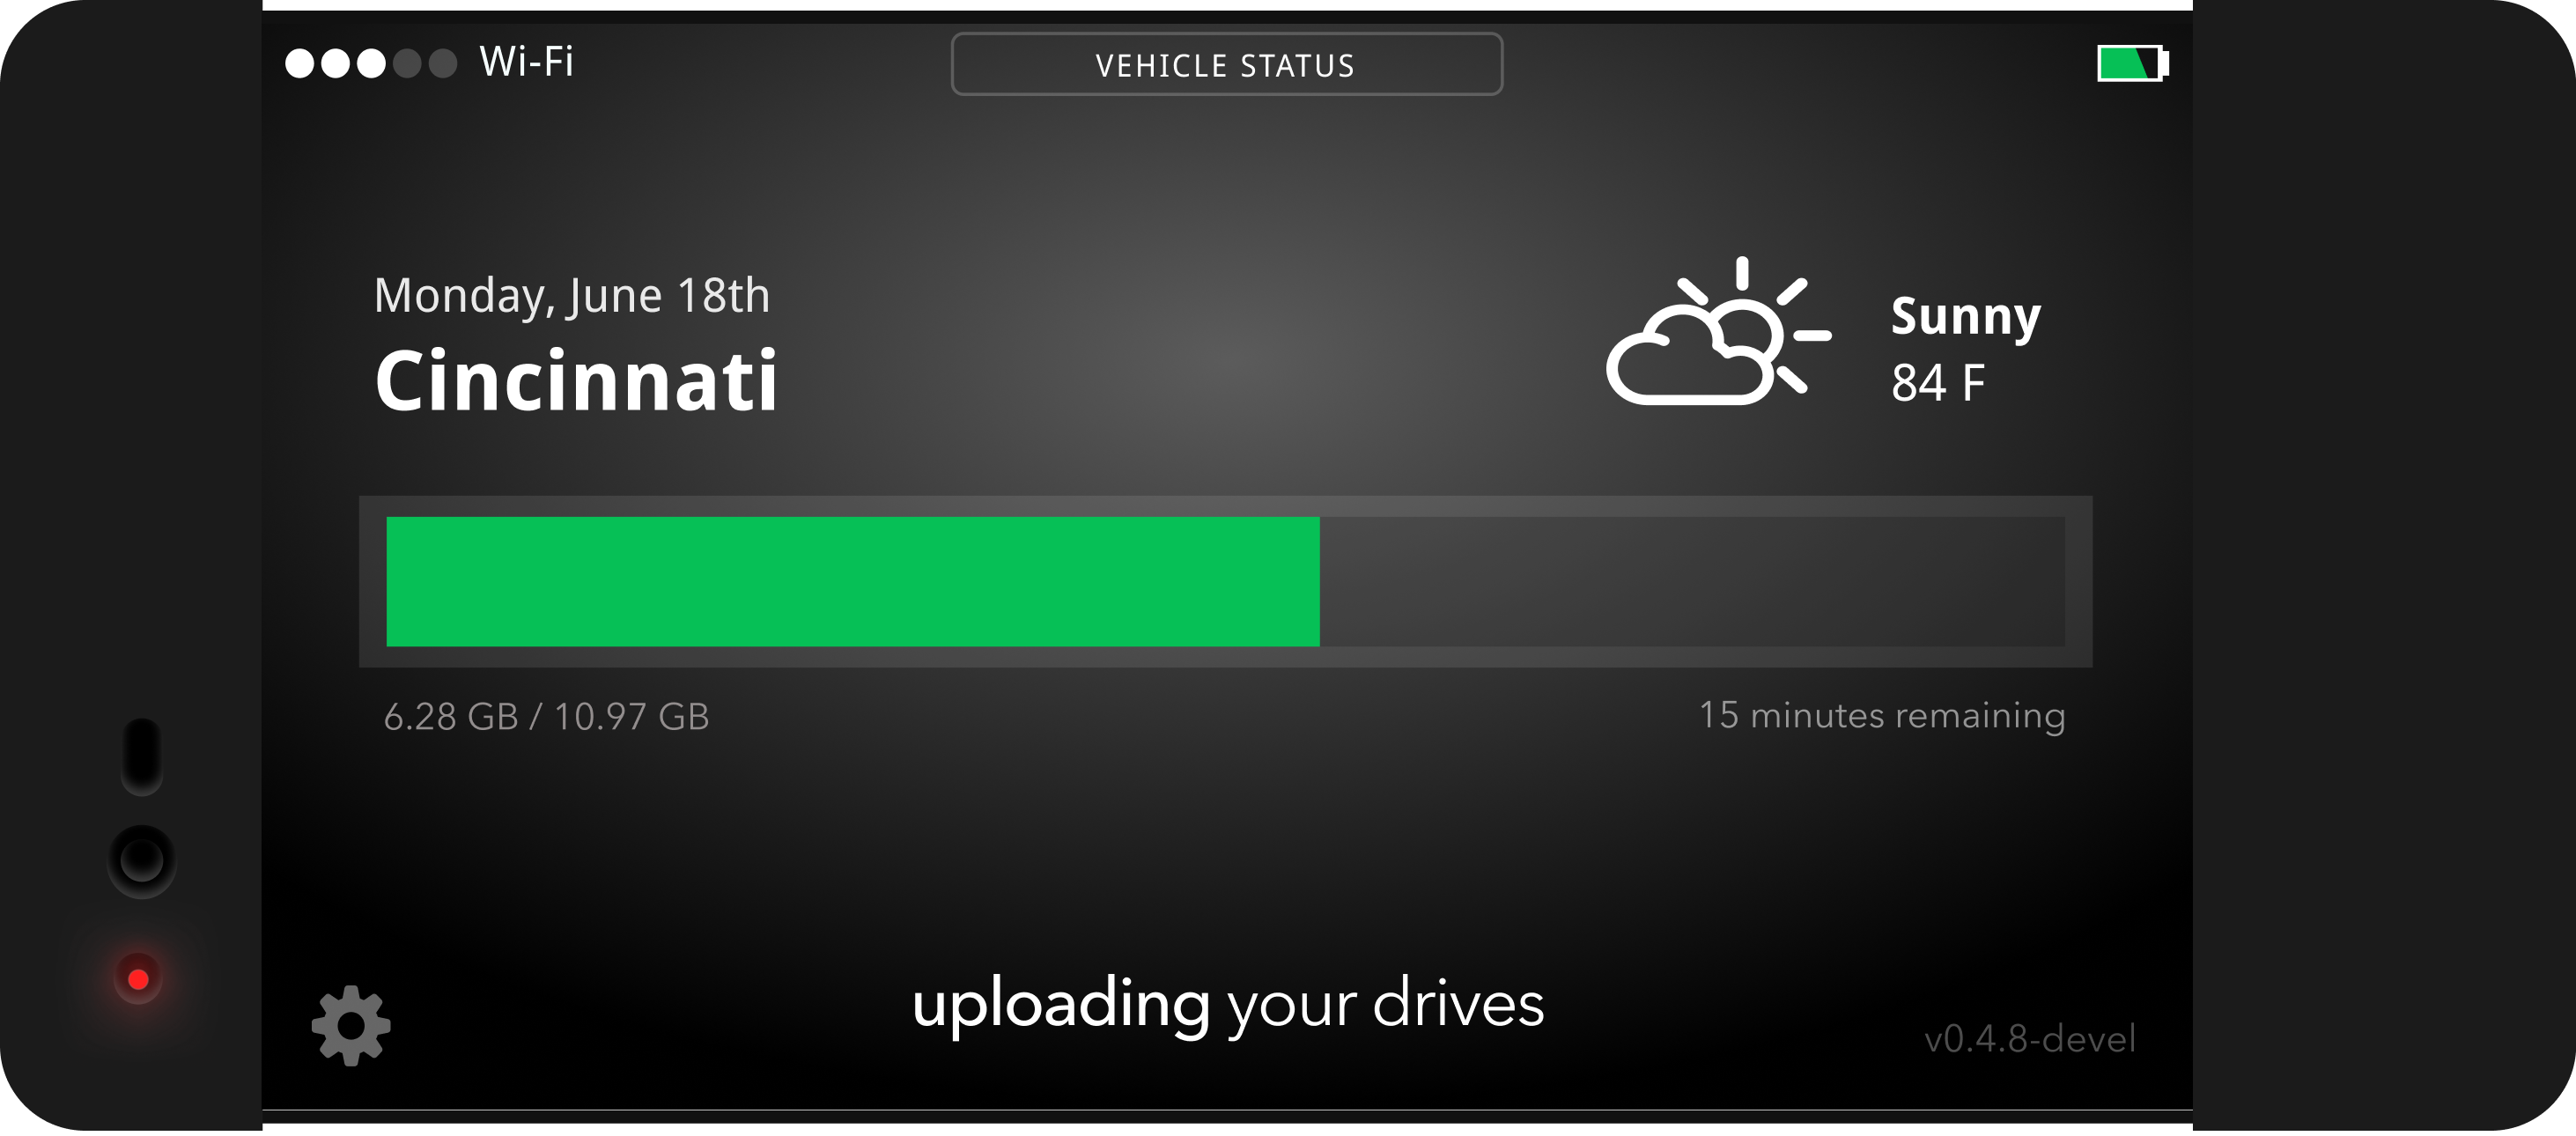 Wi-Fi
VEHICLE STATUS
Monday, June 18th
Cincinnati
Sunny
84 F
6.28 GB / 10.97 GB
15 minutes remaining
uploading your drives
v0.4.8-devel